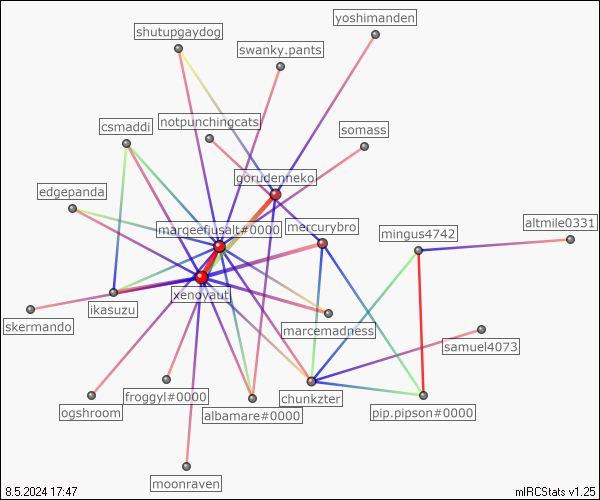 yoshimanden
shutupgaydog
swanky.pants
notpunchingcats
csmaddi
somass
gorudenneko
edgepanda
altmile0331
mercurybro
marqeefjusalt#0000
mingus4742
xenoyaut
ikasuzu
skermando
marcemadness
samuel4073
froggyl#0000
chunkzter
ogshroom
albamare#0000
pip.pipson#0000
moonraven
8.5.2024 17:47
mIRCStats v1.25